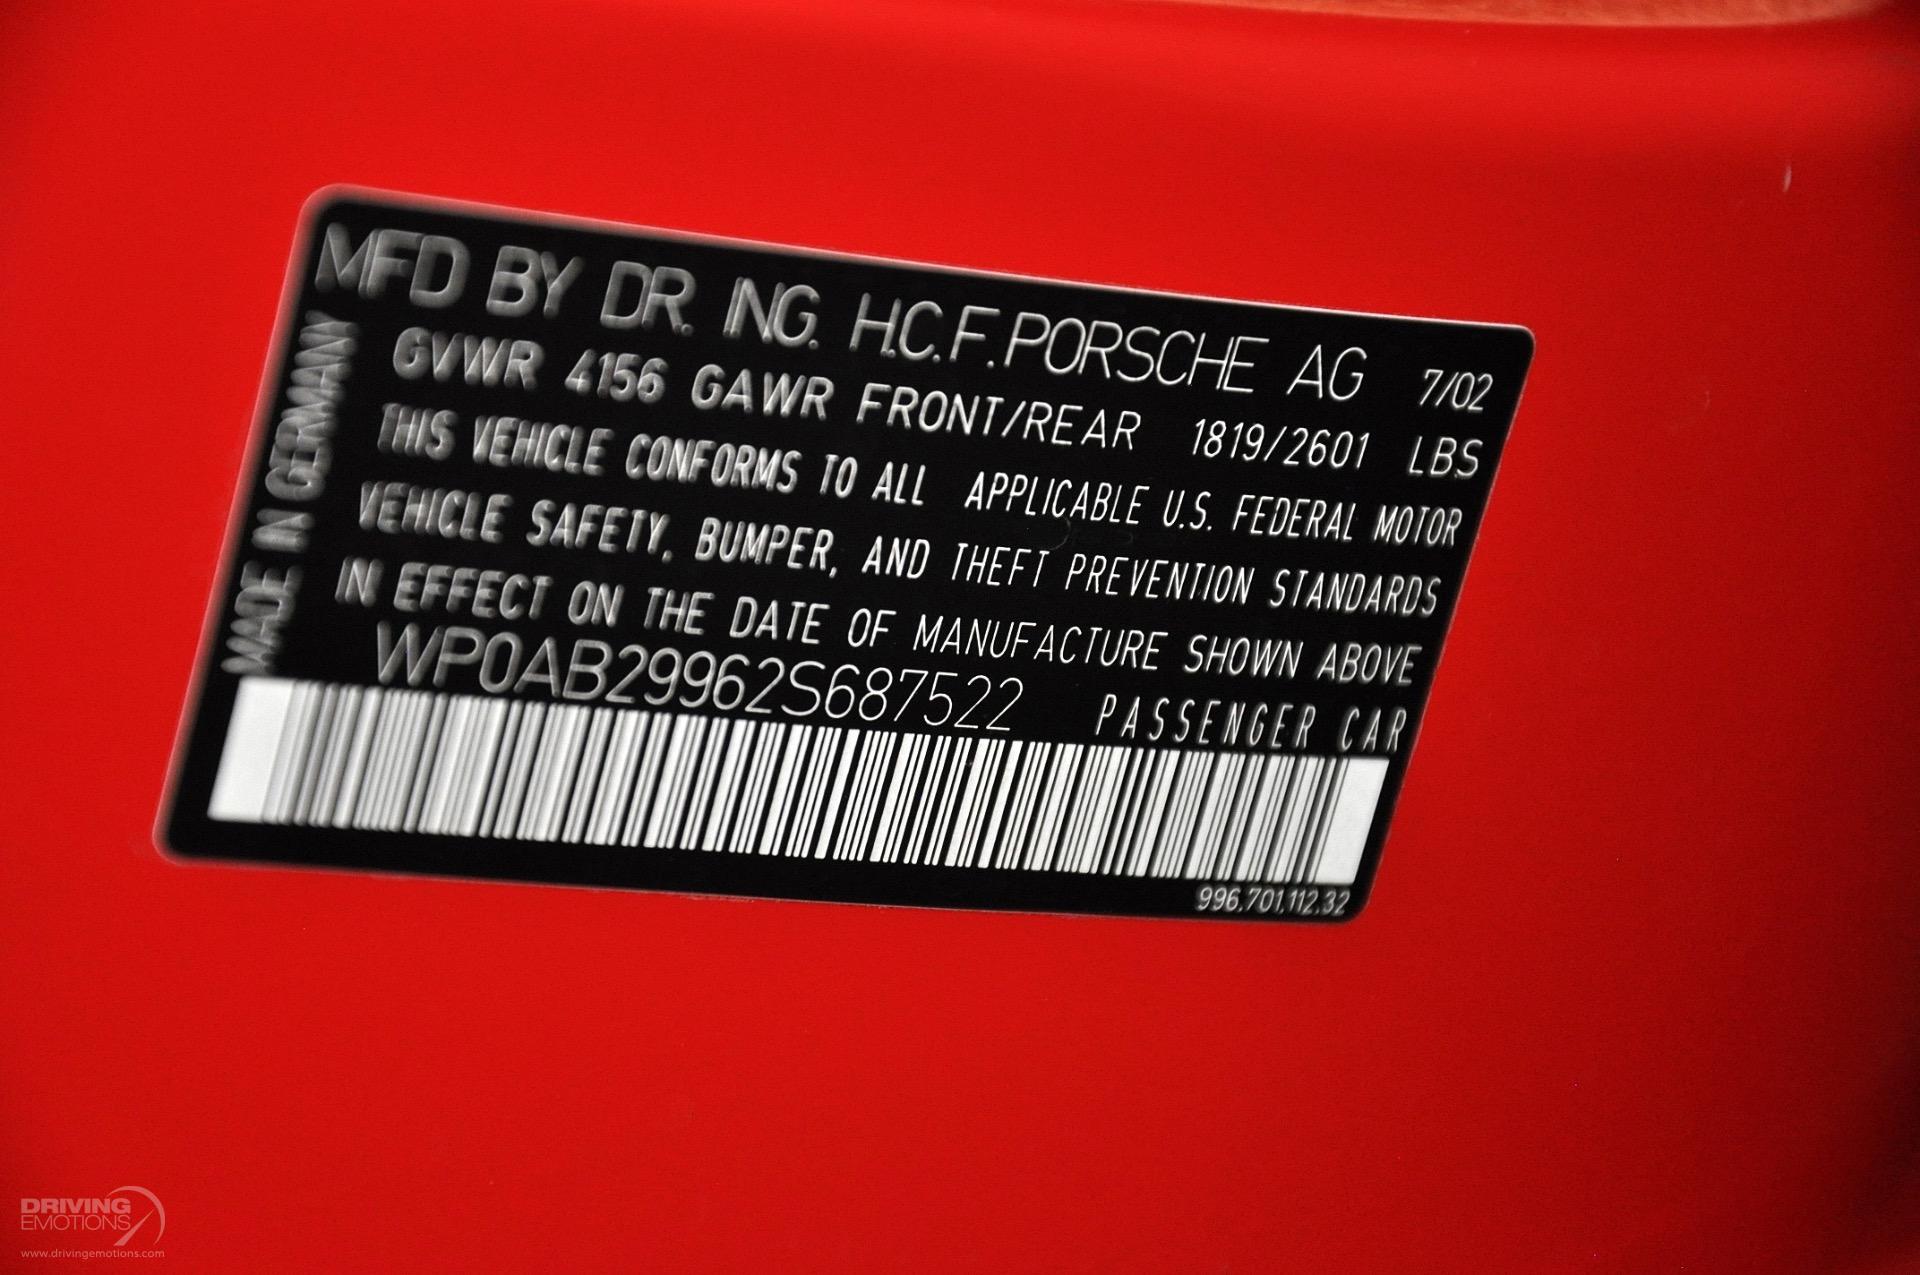 MFD BY DR. ING. H.C.F. PORSCHE AG 7/02
GVWR 4156 GAWR FRONT/REAR 1819/2601 LBS
THIS VEHICLE CONFORMS TO ALL APPLICABLE U.S. FEDERAL MOTOR
VEHICLE SAFETY, BUMPER, AND THEFT PREVENTION STANDARDS
IN EFFECT ON THE DATE OF MANUFACTURE SHOWN ABOVE
WP0AB29962S687522 PASSENGER CAR
996.701.112.32
MADE IN GERMANY
DRIVING
EMOTIONS
www.drivingemotions.com